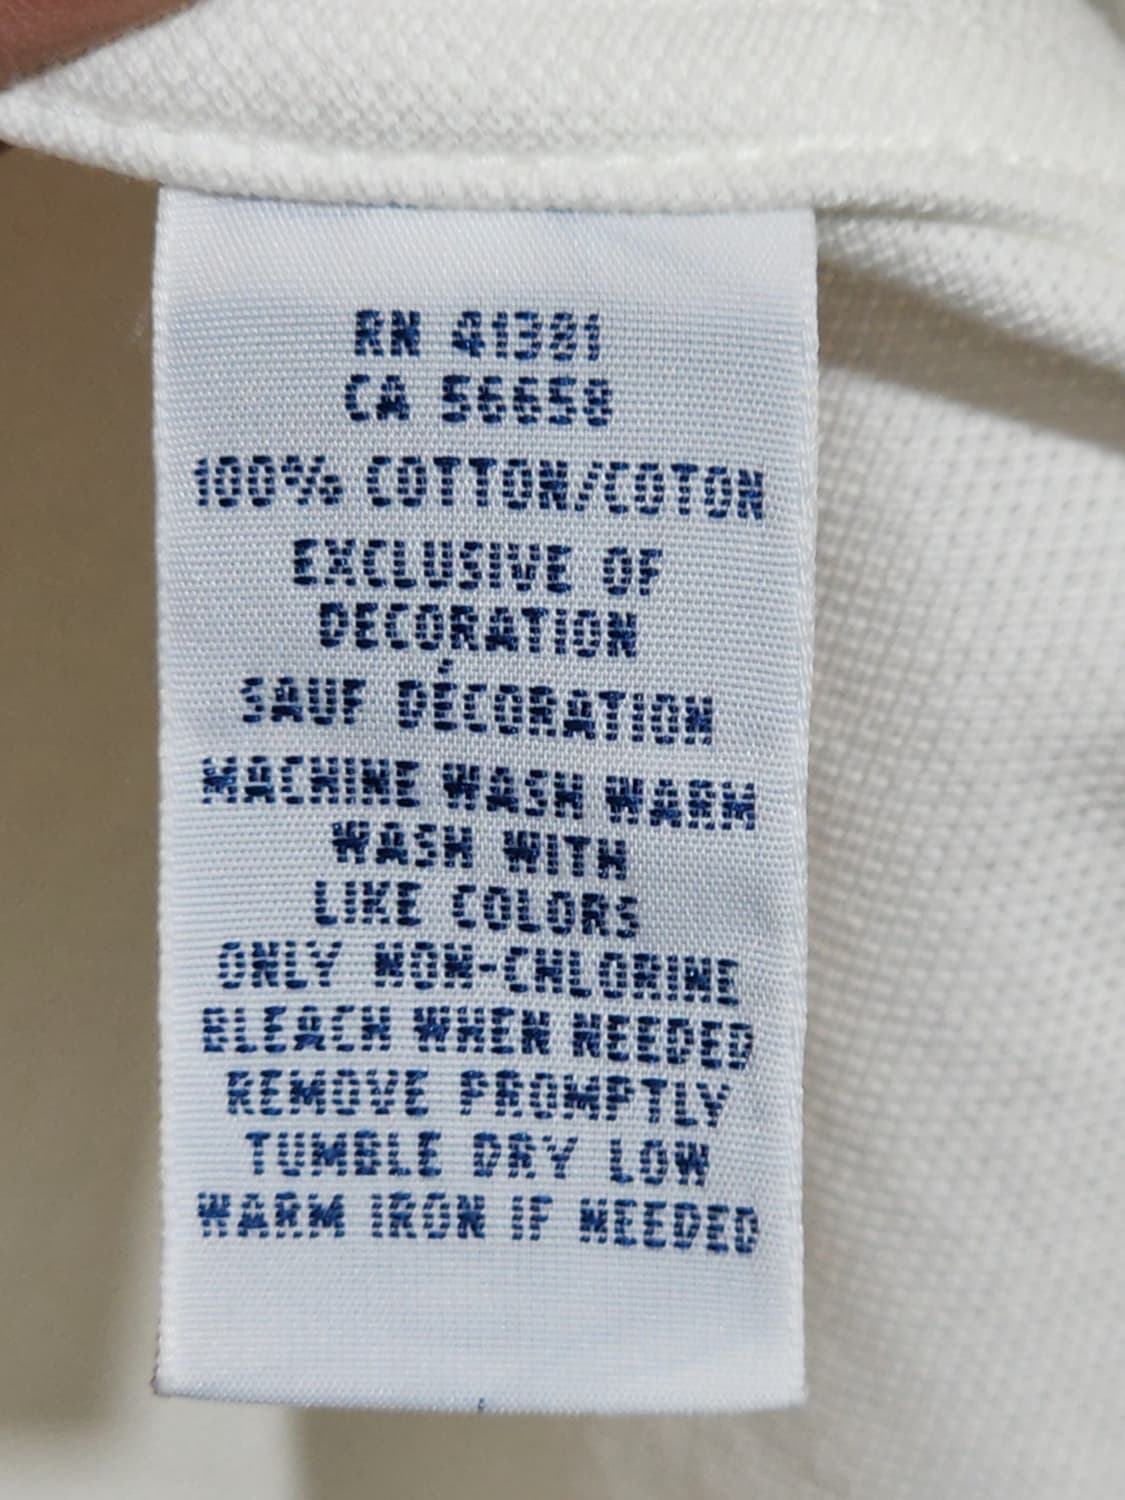 RN 41381
CA 56658
100% COTTON/COTON
EXCLUSIVE OF
DECORATION
SAUF DÉCORATION
MACHINE WASH WARM
WASH WITH
LIKE COLORS
ONLY NON-CHLORINE
BLEACH WHEN NEEDED
REMOVE PROMPTLY
TUMBLE DRY LOW
WARM IRON IF NEEDED